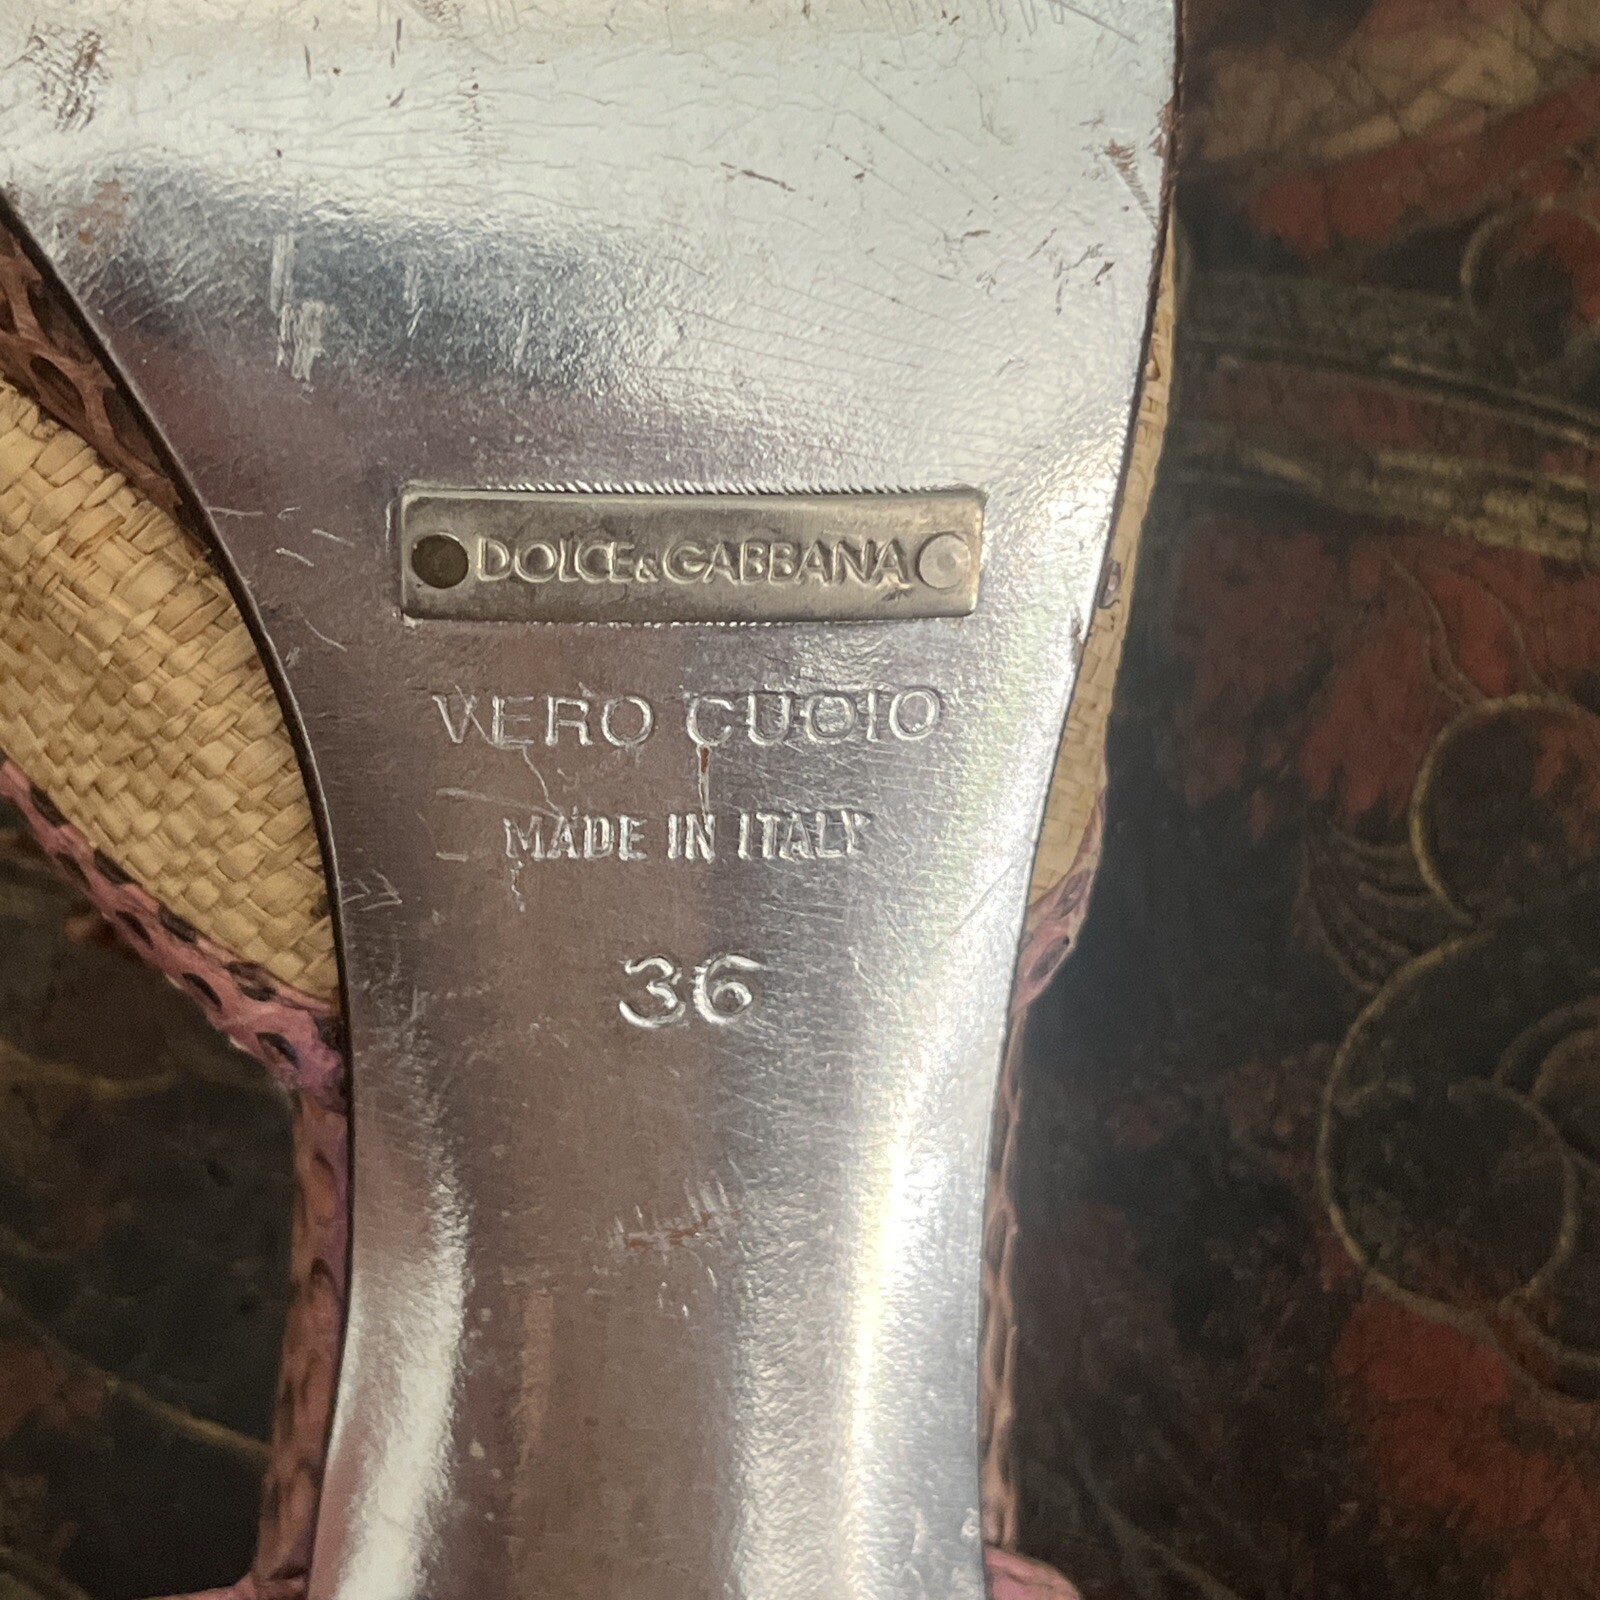 DOLCE&GABBANA
VERO CUOIO
MADE IN ITALY
36